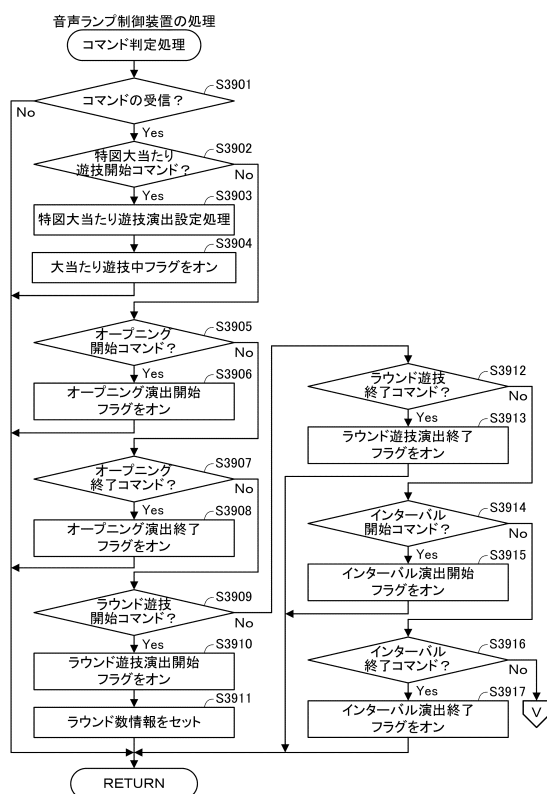 音声ランプ制御装置の処理
コマンド判定処理
S3901
コマンドの受信?
No
Yes
S3902
特図大当たり
遊技開始コマンド?
No
Yes
S3903
特図大当たり遊技演出設定処理
S3904
大当たり遊技中フラグをオン
S3905
オープニング
開始コマンド?
No
Yes
S3906
オープニング演出開始
フラグをオン
S3907
オープニング
終了コマンド?
No
Yes
S3908
オープニング演出終了
フラグをオン
S3909
ラウンド遊技
開始コマンド?
No
Yes
S3910
ラウンド遊技演出開始
フラグをオン
S3911
ラウンド数情報をセット
S3912
ラウンド遊技
終了コマンド?
No
Yes
S3913
ラウンド遊技演出終了
フラグをオン
S3914
インターバル
開始コマンド?
No
Yes
S3915
インターバル演出開始
フラグをオン
S3916
インターバル
終了コマンド?
No
Yes
S3917
インターバル演出終了
フラグをオン
V
RETURN